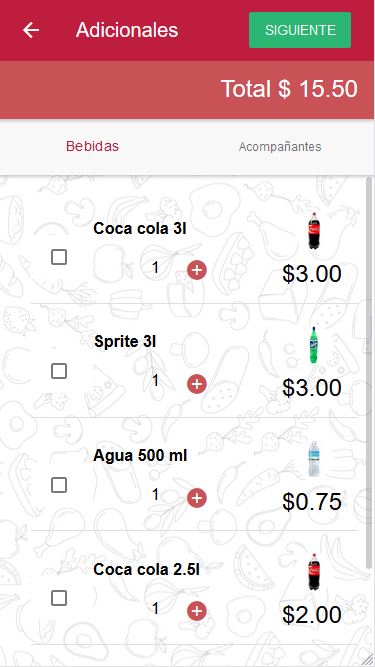 Adicionales
SIGUIENTE
Total $ 15.50
Bebidas
Acompañantes
Coca cola 3l
1
$3.00
Sprite 3l
1
$3.00
Agua 500 ml
1
$0.75
Coca cola 2.5l
1
$2.00